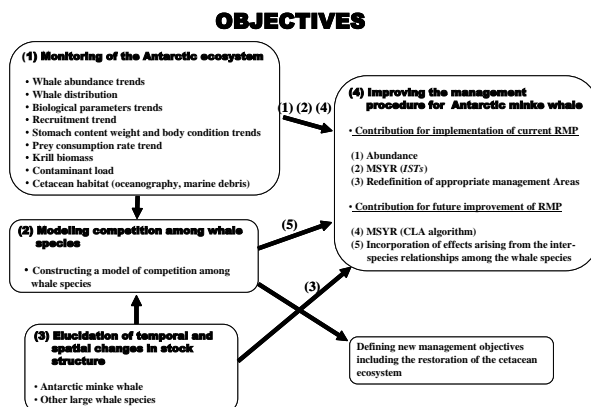 OBJECTIVES
(1) Monitoring of the Antarctic ecosystem
• Whale abundance trends
• Whale distribution
• Biological parameters trends
• Recruitment trend
• Stomach content weight and body condition trends
• Prey consumption rate trend
• Krill biomass
• Contaminant load
• Cetacean habitat (oceanography, marine debris)
(1) (2) (4)
(4) Improving the management
procedure for Antarctic minke whale
• Contribution for implementation of current RMP
(1) Abundance
(2) MSYR (ISTs)
(3) Redefinition of appropriate management Areas
• Contribution for future improvement of RMP
(4) MSYR (CLA algorithm)
(5) Incorporation of effects arising from the inter-
species relationships among the whale species
(2) Modeling competition among whale
species
• Constructing a model of competition among
whale species
(5)
(3)
(3) Elucidation of temporal and
spatial changes in stock
structure
• Antarctic minke whale
• Other large whale species
Defining new management objectives
including the restoration of the cetacean
ecosystem